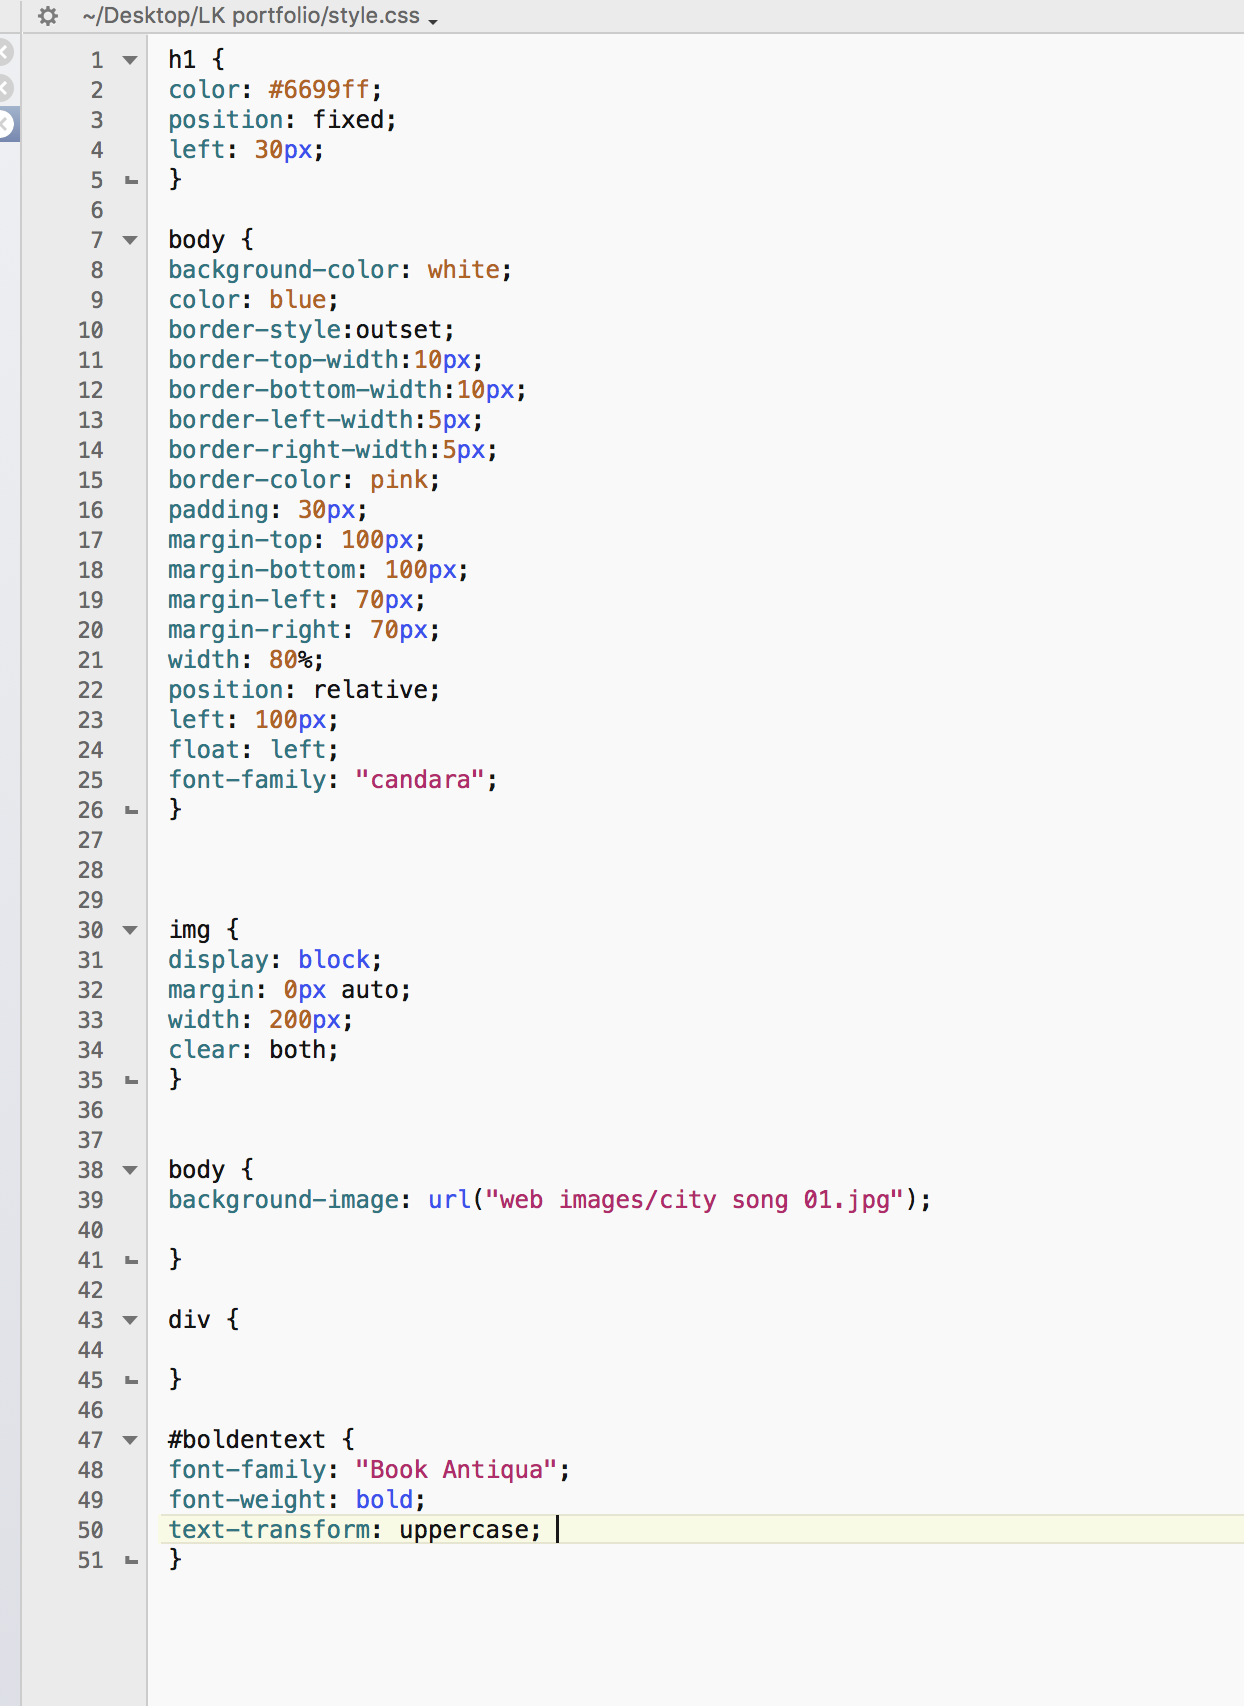 ~/Desktop/LK portfolio/style.css
1 h1 {
2 color: #6699ff;
3 position: fixed;
4 left: 30px;
5 }
6
7 body {
8 background-color: white;
9 color: blue;
10 border-style:outset;
11 border-top-width:10px;
12 border-bottom-width:10px;
13 border-left-width:5px;
14 border-right-width:5px;
15 border-color: pink;
16 padding: 30px;
17 margin-top: 100px;
18 margin-bottom: 100px;
19 margin-left: 70px;
20 margin-right: 70px;
21 width: 80%;
22 position: relative;
23 left: 100px;
24 float: left;
25 font-family: "candara";
26 }
27
28
29
30 img {
31 display: block;
32 margin: 0px auto;
33 width: 200px;
34 clear: both;
35 }
36
37
38 body {
39 background-image: url("web images/city song 01.jpg");
40
41 }
42
43 div {
44
45 }
46
47 #boldentext {
48 font-family: "Book Antiqua";
49 font-weight: bold;
50 text-transform: uppercase;
51 }